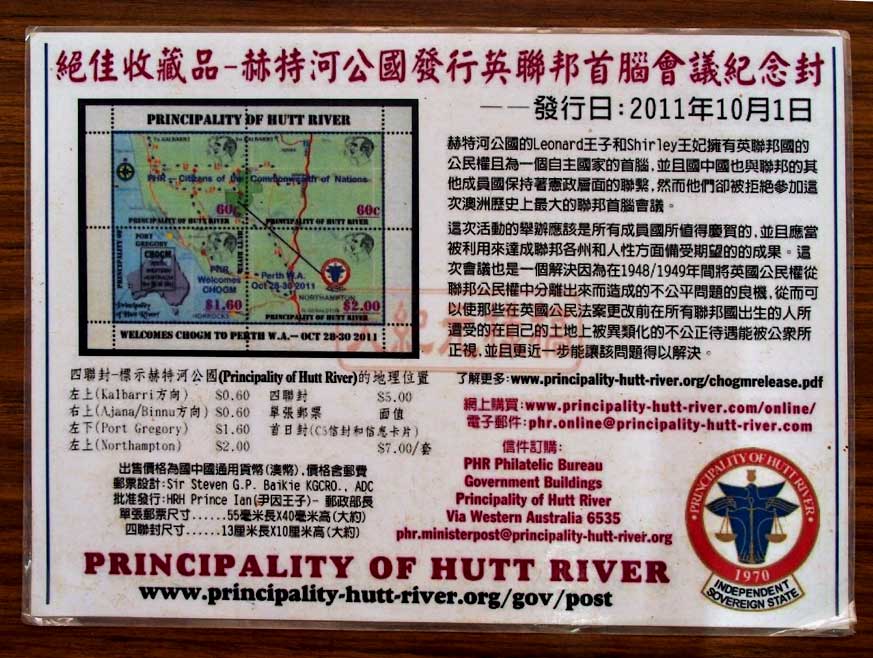 絕佳收藏品-赫特河公國發行英聯邦首腦會議紀念封
——發行日:2011年10月1日
PRINCIPALITY OF HUTT RIVER
PHR - Citizens of the Commonwealth of Nations
60c
60c
PRINCIPALITY OF HUTT RIVER
PRINCIPALITY OF HUTT RIVER
PORT GREGORY
CHOGM
PHR Welcomes CHOGM
Perth W.A.
Oct 28-30 2011
NORTHAMPTON
Principality of Hutt River
HORROCKS
$1.60
$2.00
PRINCIPALITY OF HUTT RIVER
WELCOMES CHOGM TO PERTH W.A.— OCT 28-30 2011
赫特河公國的Leonard王子和Shirley王妃擁有英聯邦國的
公民權且為一個自主國家的首腦,並且國中國也與聯邦的其
他成員國保持著憲政層面的聯繫,然而他們卻被拒絶參加這
次澳洲歷史上最大的聯邦首腦會議。
這次活動的舉辦應該是所有成員國所值得慶賀的,並且應當
被利用來達成聯邦各州和人性方面備受期望的的成果。這
次會議也是一個解決因為在1948/1949年間將英國公民權從
聯邦公民權中分離出來而造成的不公平問題的良機,從而可
以使那些在英國公民法案更改前在所有聯邦國出生的人所
遭受的在自己的土地上被異類化的不公正待遇能被公眾所
正視,並且更近一步能讓該問題得以解決。
四聯封-標示赫特河公國(Principality of Hutt River)的地理位置
左上(Kalbarri方向) $0.60 四聯封 $5.00
右上(Ajana/Binnu方向) $0.60 單張郵票 面值
左下(Port Gregory) $1.60 首日封(C5信封和信息卡片)
左上(Northampton) $2.00 $7.00/套
出售價格為國中國通用貨幣(澳幣),價格含郵費
郵票設計:Sir Steven G.P. Baikie KGCRO., ADC
批准發行:HRH Prince Ian(尹因王子)- 郵政部長
單張郵票尺寸......55毫米長X40毫米高(大約)
四聯封尺寸......13厘米長X10厘米高(大約)
了解更多:www.principality-hutt-river.org/chogmrelease.pdf
網上購買:www.principality-hutt-river.com/online/
電子郵件:phr.online@principality-hutt-river.com
信件訂購:
PHR Philatelic Bureau
Government Buildings
Principality of Hutt River
Via Western Australia 6535
phr.ministerpost@principality-hutt-river.org
PRINCIPALITY OF HUTT RIVER
1970
INDEPENDENT
SOVEREIGN STATE
PRINCIPALITY OF HUTT RIVER
www.principality-hutt-river.org/gov/post